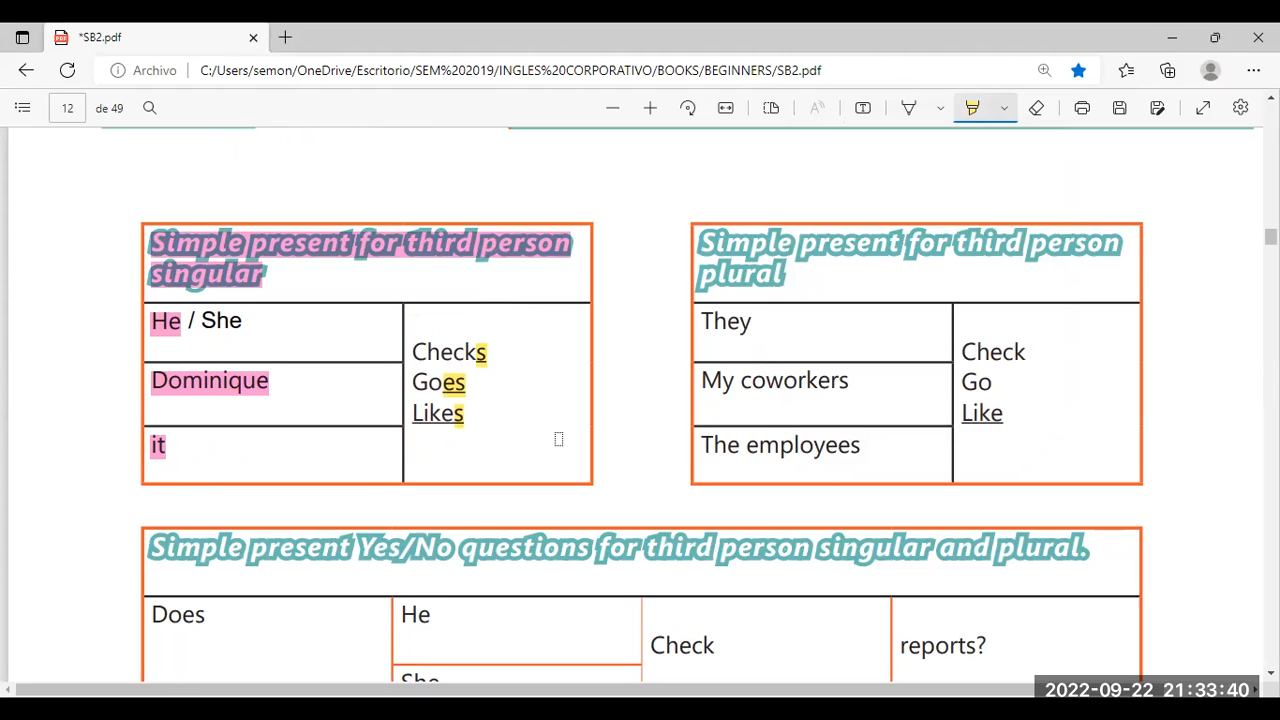 *SB2.pdf
Archivo C:/Users/semon/OneDrive/Escritorio/SEM%202019/INGLES%20CORPORATIVO/BOOKS/BEGINNERS/SB2.pdf
12 de 49
Simple present for third person
singular
He / She
Dominique
it
Checks
Goes
Likes
Simple present for third person
plural
They
My coworkers
The employees
Check
Go
Like
Simple present Yes/No questions for third person singular and plural.
Does
He
She
Check
reports?
2022-09-22 21:33:40